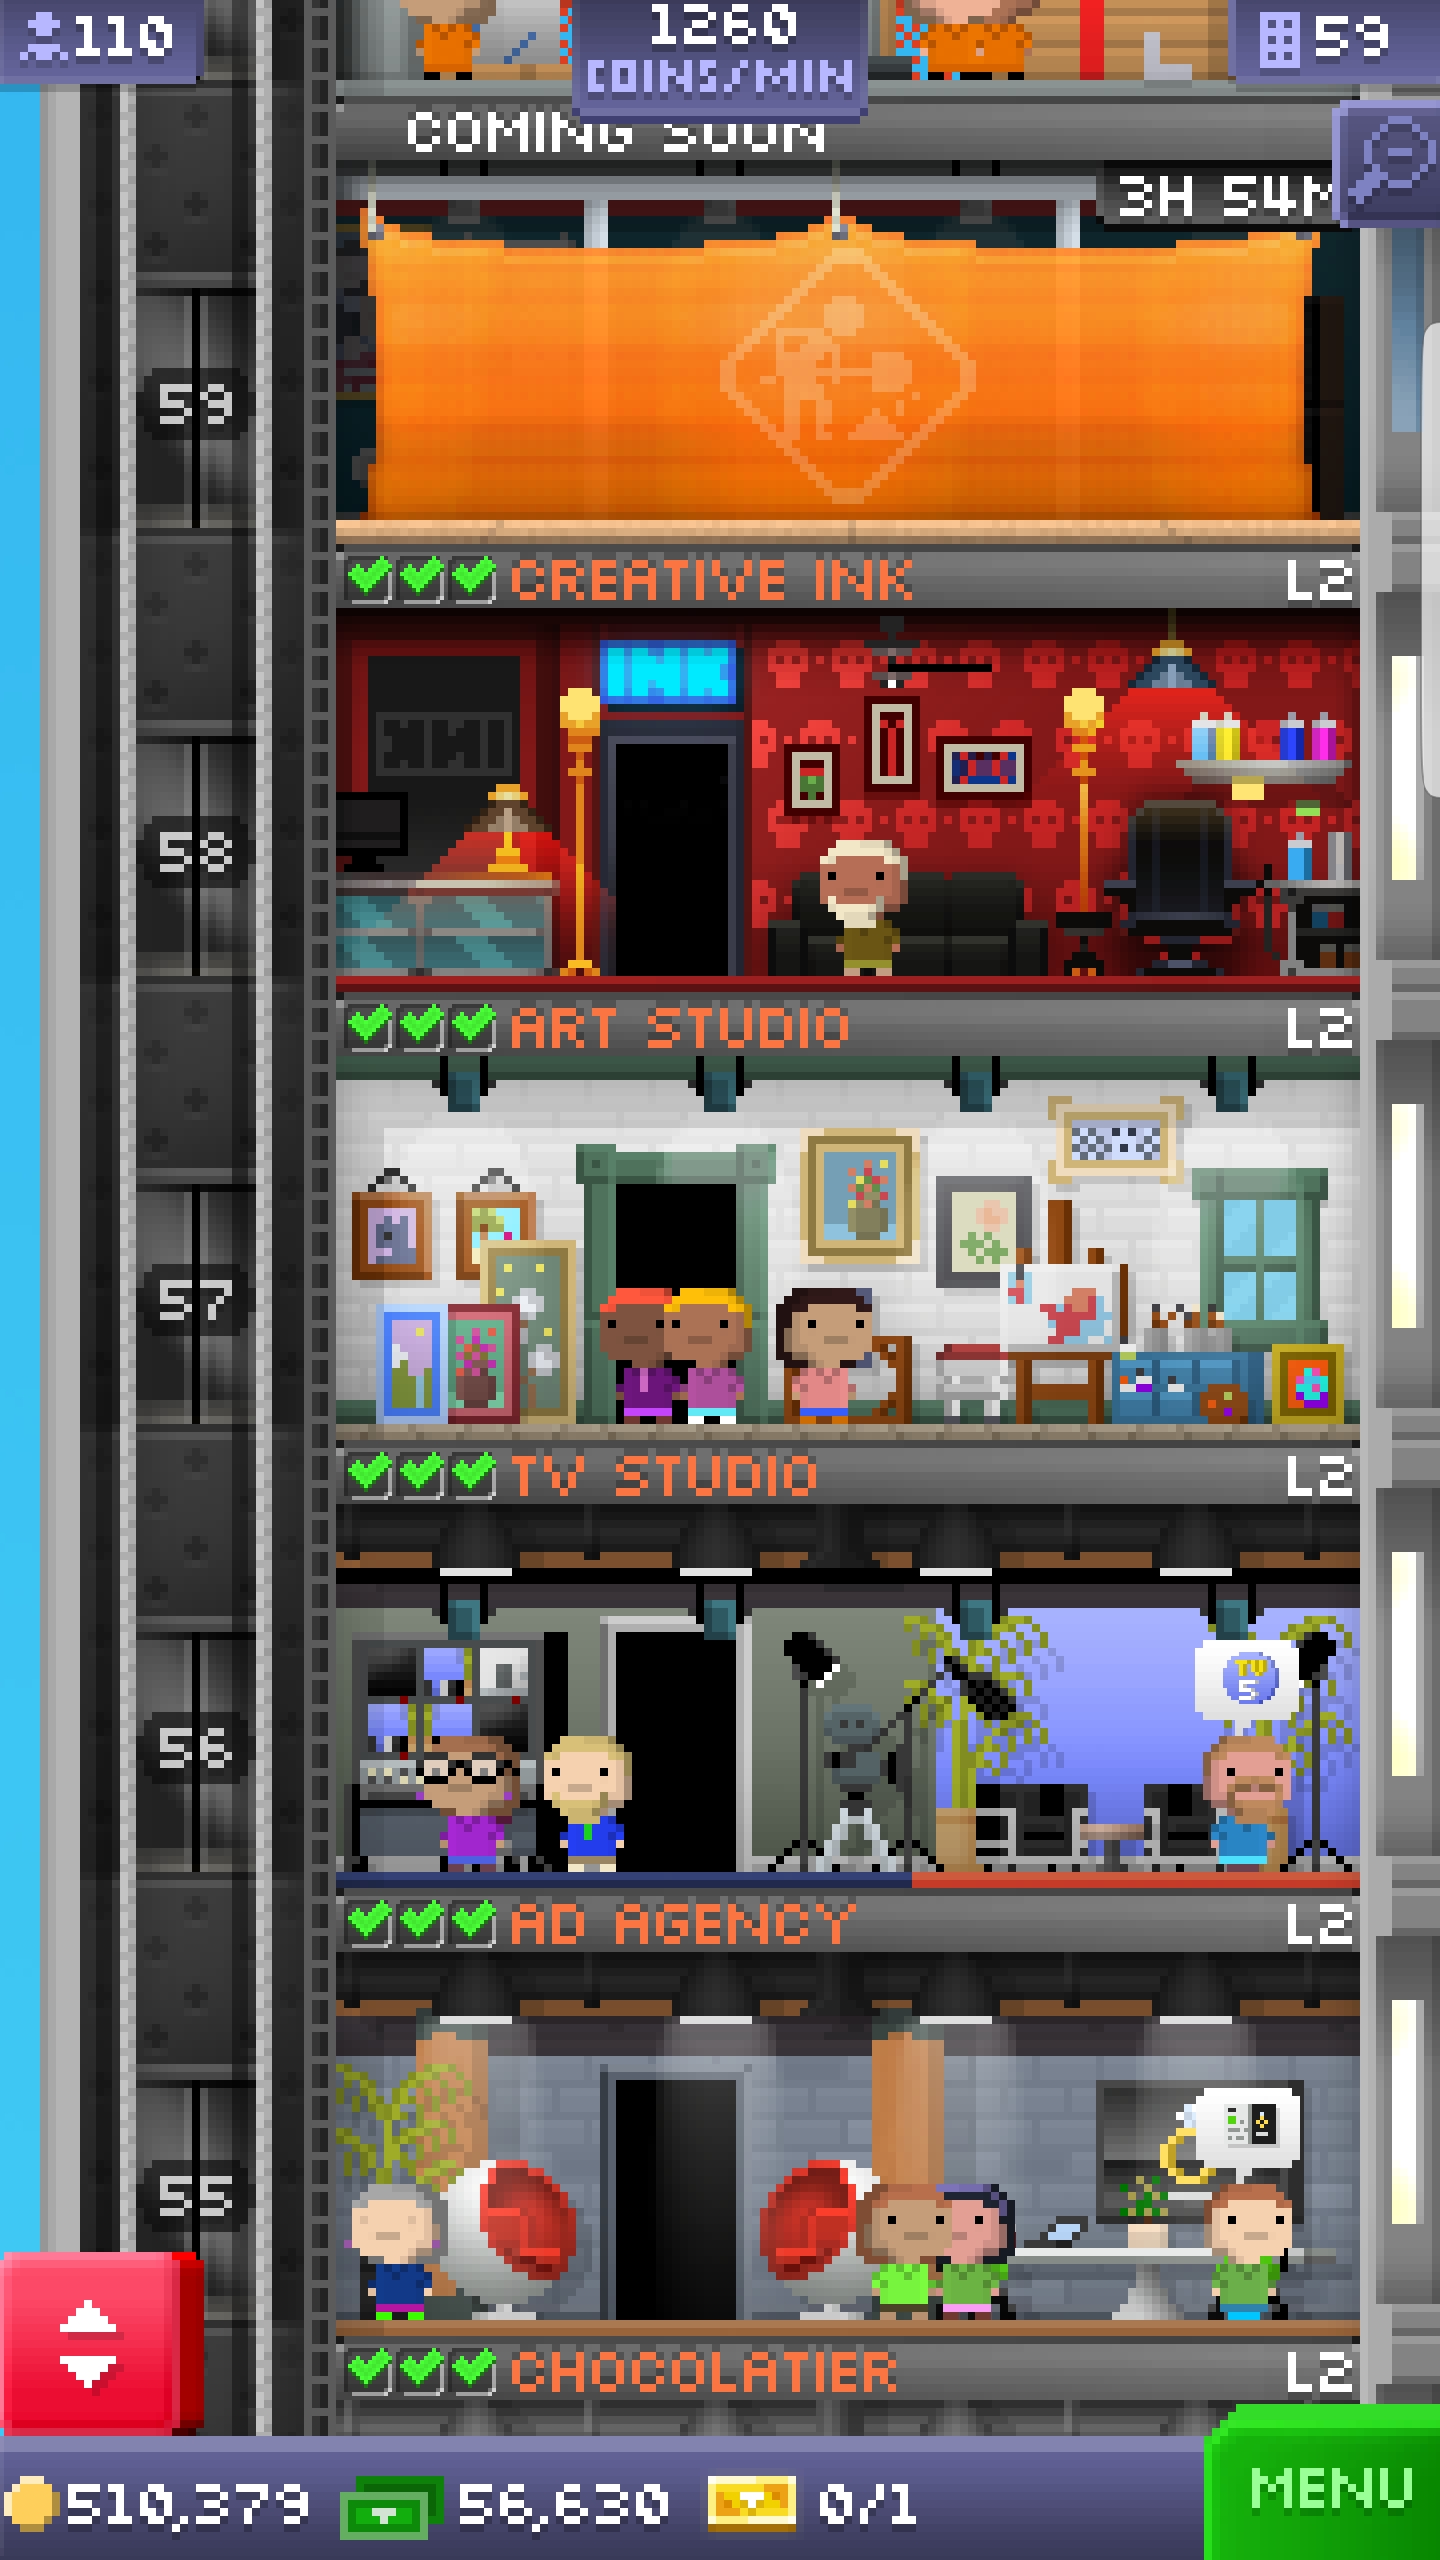 110
1260
COINS/MIN
59
COMING SOON
3H 54M
59
CREATIVE INK L2
INK
INK
58
ART STUDIO L2
57
TV STUDIO L2
TV
5
56
AD AGENCY L2
55
CHOCOLATIER L2
510,379 56,630 0/1
MENU